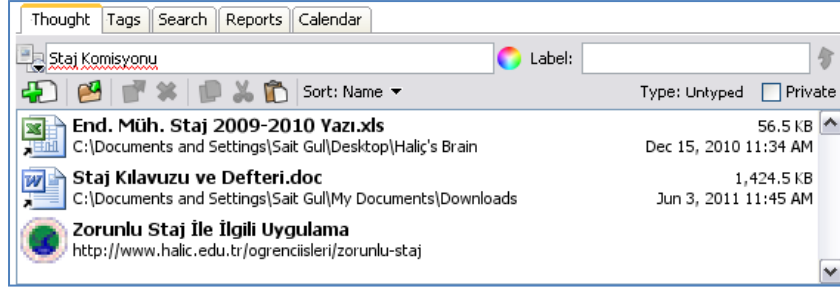 Thought Tags Search Reports Calendar
Staj Komisyonu Label:
Sort: Name Type: Untyped Private
End. Müh. Staj 2009-2010 Yazı.xls 56.5 KB
C:\Documents and Settings\Sait Gul\Desktop\Haliç's Brain Dec 15, 2010 11:34 AM
Staj Kılavuzu ve Defteri.doc 1,424.5 KB
C:\Documents and Settings\Sait Gul\My Documents\Downloads Jun 3, 2011 11:45 AM
Zorunlu Staj İle İlgili Uygulama
http://www.halic.edu.tr/ogrenciisleri/zorunlu-staj